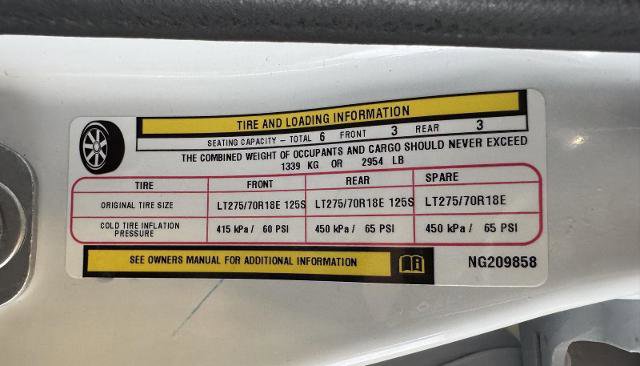 TIRE AND LOADING INFORMATION
SEATING CAPACITY - TOTAL 6 FRONT 3 REAR 3
THE COMBINED WEIGHT OF OCCUPANTS AND CARGO SHOULD NEVER EXCEED
1339 KG OR 2954 LB
TIRE FRONT REAR SPARE
ORIGINAL TIRE SIZE LT275/70R18E 125S LT275/70R18E 125S LT275/70R18E
COLD TIRE INFLATION PRESSURE 415 kPa / 60 PSI 450 kPa / 65 PSI 450 kPa / 65 PSI
SEE OWNERS MANUAL FOR ADDITIONAL INFORMATION NG209858